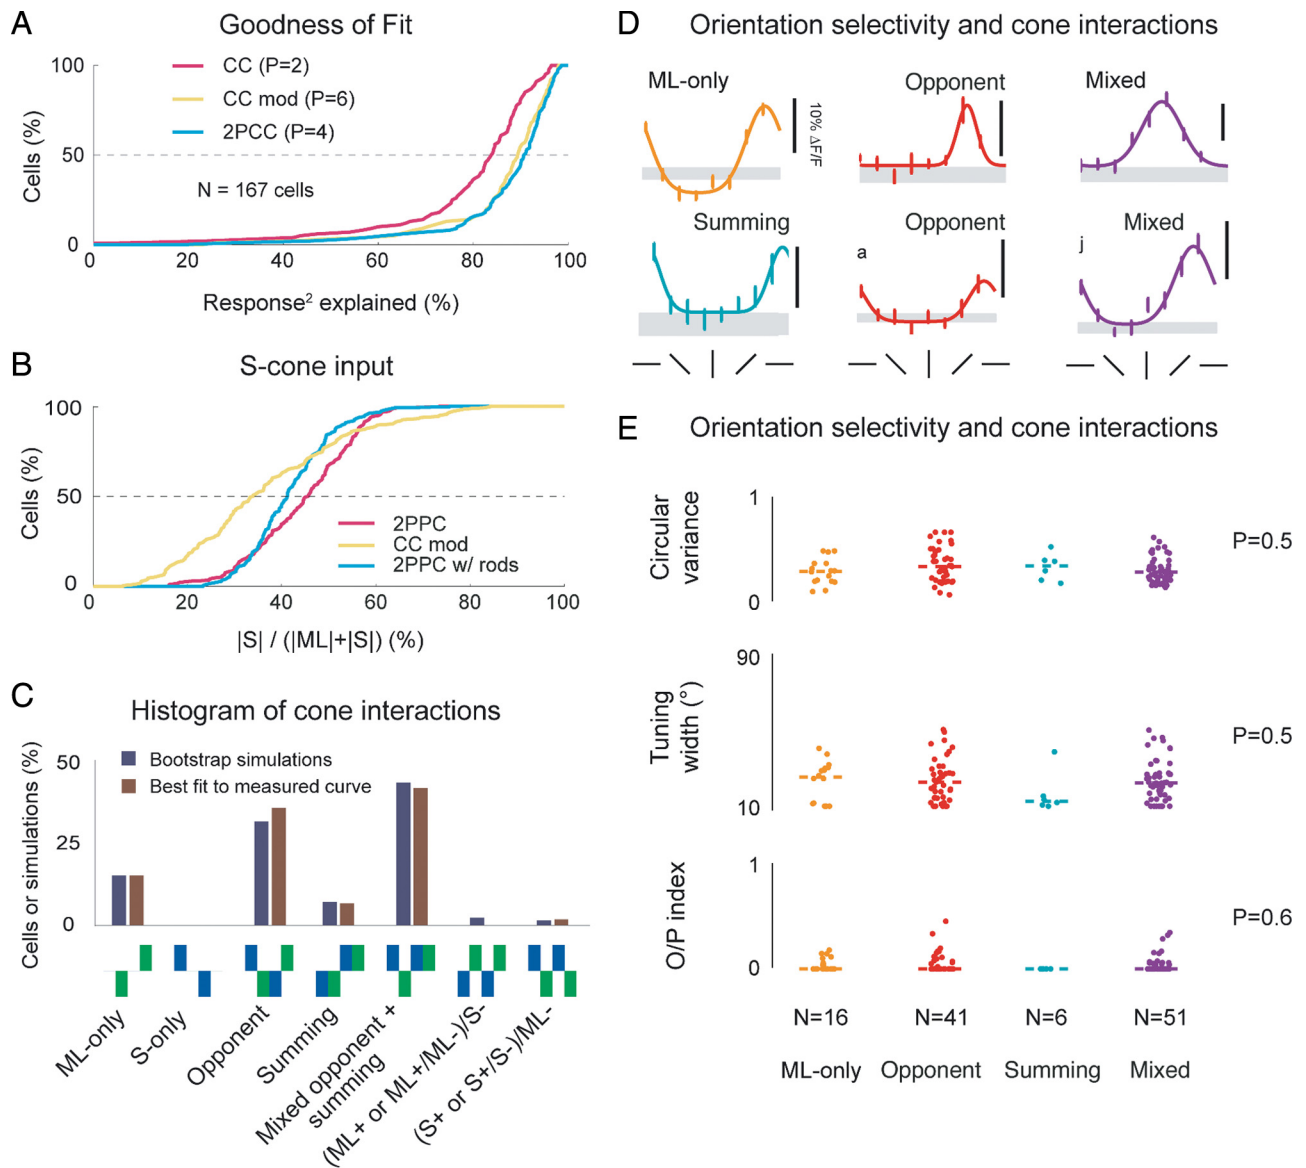 A
Goodness of Fit
100
50
0
Cells (%)
CC (P=2)
CC mod (P=6)
2PCC (P=4)
N = 167 cells
0 20 40 60 80 100
Response² explained (%)
B
S-cone input
100
50
0
Cells (%)
2PPC
CC mod
2PPC w/ rods
0 20 40 60 80 100
|S| / (|ML|+|S|) (%)
C
Histogram of cone interactions
50
25
0
Cells or simulations (%)
Bootstrap simulations
Best fit to measured curve
ML-only
S-only
Opponent
Summing
Mixed opponent +
summing
(ML+ or ML+/ML-)/S-
(S+ or S+/S-)/ML-
D
Orientation selectivity and cone interactions
ML-only
10% ΔF/F
Opponent
Mixed
Summing
a
Opponent
j
Mixed
E
Orientation selectivity and cone interactions
Circular
variance
1
0
P=0.5
Tuning
width (°)
90
10
P=0.5
O/P index
1
0
P=0.6
N=16 N=41 N=6 N=51
ML-only Opponent Summing Mixed